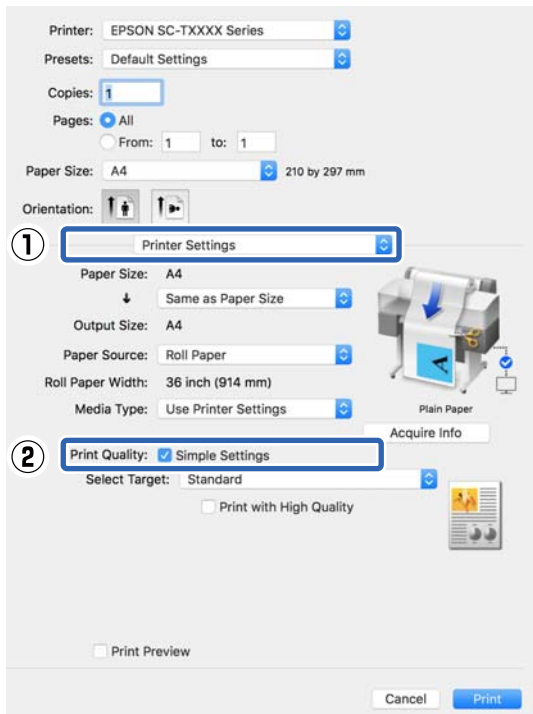 Printer: EPSON SC-TXXXX Series
Presets: Default Settings
Copies: 1
Pages: All
From: 1 to: 1
Paper Size: A4 210 by 297 mm
Orientation:
1 Printer Settings
Paper Size: A4
Same as Paper Size
Output Size: A4
Paper Source: Roll Paper
Roll Paper Width: 36 inch (914 mm)
Media Type: Use Printer Settings
Plain Paper
Acquire Info
2 Print Quality: Simple Settings
Select Target: Standard
Print with High Quality
Print Preview
Cancel Print